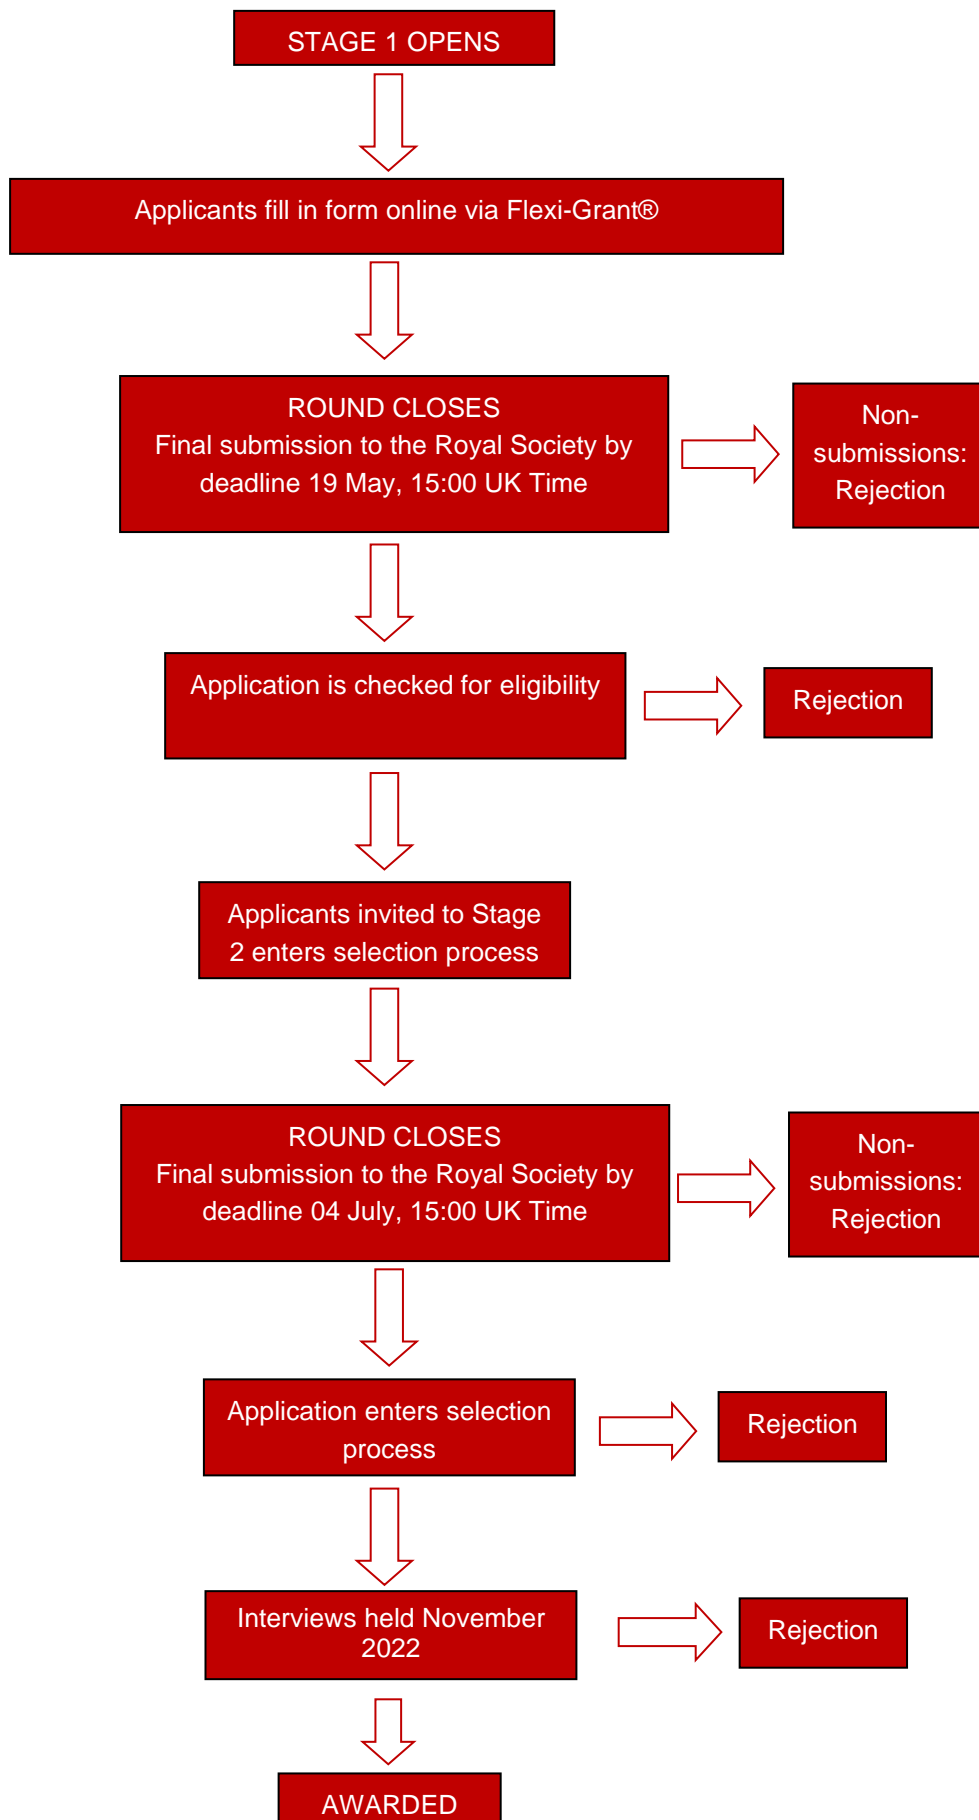 STAGE 1 OPENS
Applicants fill in form online via Flexi-Grant®
ROUND CLOSES
Final submission to the Royal Society by
deadline 19 May, 15:00 UK Time
Non-
submissions:
Rejection
Application is checked for eligibility
Rejection
Applicants invited to Stage
2 enters selection process
ROUND CLOSES
Final submission to the Royal Society by
deadline 04 July, 15:00 UK Time
Non-
submissions:
Rejection
Application enters selection
process
Rejection
Interviews held November
2022
Rejection
AWARDED